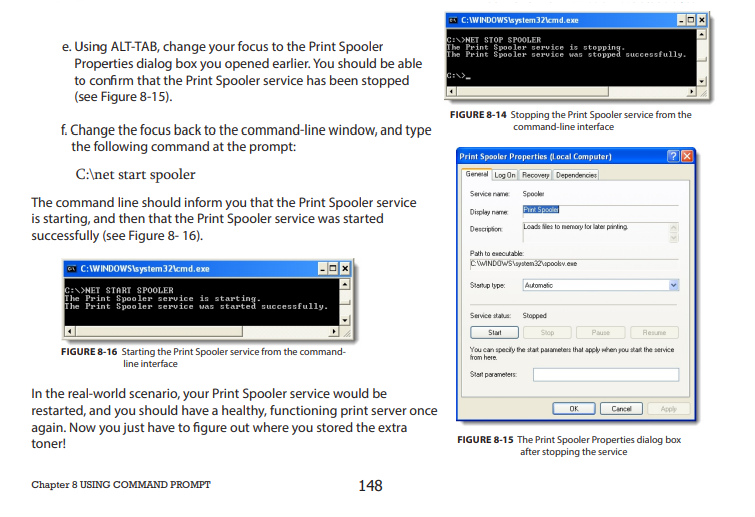 e. Using ALT-TAB, change your focus to the Print Spooler
Properties dialog box you opened earlier. You should be able
to confirm that the Print Spooler service has been stopped
(see Figure 8-15).
f. Change the focus back to the command-line window, and type
the following command at the prompt:
C:\net start spooler
The command line should inform you that the Print Spooler service
is starting, and then that the Print Spooler service was started
successfully (see Figure 8- 16).
C:\WINDOWS\system32\cmd.exe
C:\>NET START SPOOLER
The Print Spooler service is starting.
The Print Spooler service was started successfully.
FIGURE 8-16 Starting the Print Spooler service from the command-
line interface
In the real-world scenario, your Print Spooler service would be
restarted, and you should have a healthy, functioning print server once
again. Now you just have to figure out where you stored the extra
toner!
C:\WINDOWS\system32\cmd.exe
C:\>NET STOP SPOOLER
The Print Spooler service is stopping.
The Print Spooler service was stopped successfully.
C:\>_
FIGURE 8-14 Stopping the Print Spooler service from the
command-line interface
Print Spooler Properties (Local Computer)
General Log On Recovery Dependencies
Service name: Spooler
Display name: Print Spooler
Description: Loads files to memory for later printing.
Path to executable:
C:\WINDOWS\system32\spoolsv.exe
Startup type: Automatic
Service status: Stopped
Start Stop Pause Resume
You can specify the start parameters that apply when you start the service
from here.
Start parameters:
OK Cancel Apply
FIGURE 8-15 The Print Spooler Properties dialog box
after stopping the service
Chapter 8 USING COMMAND PROMPT
148